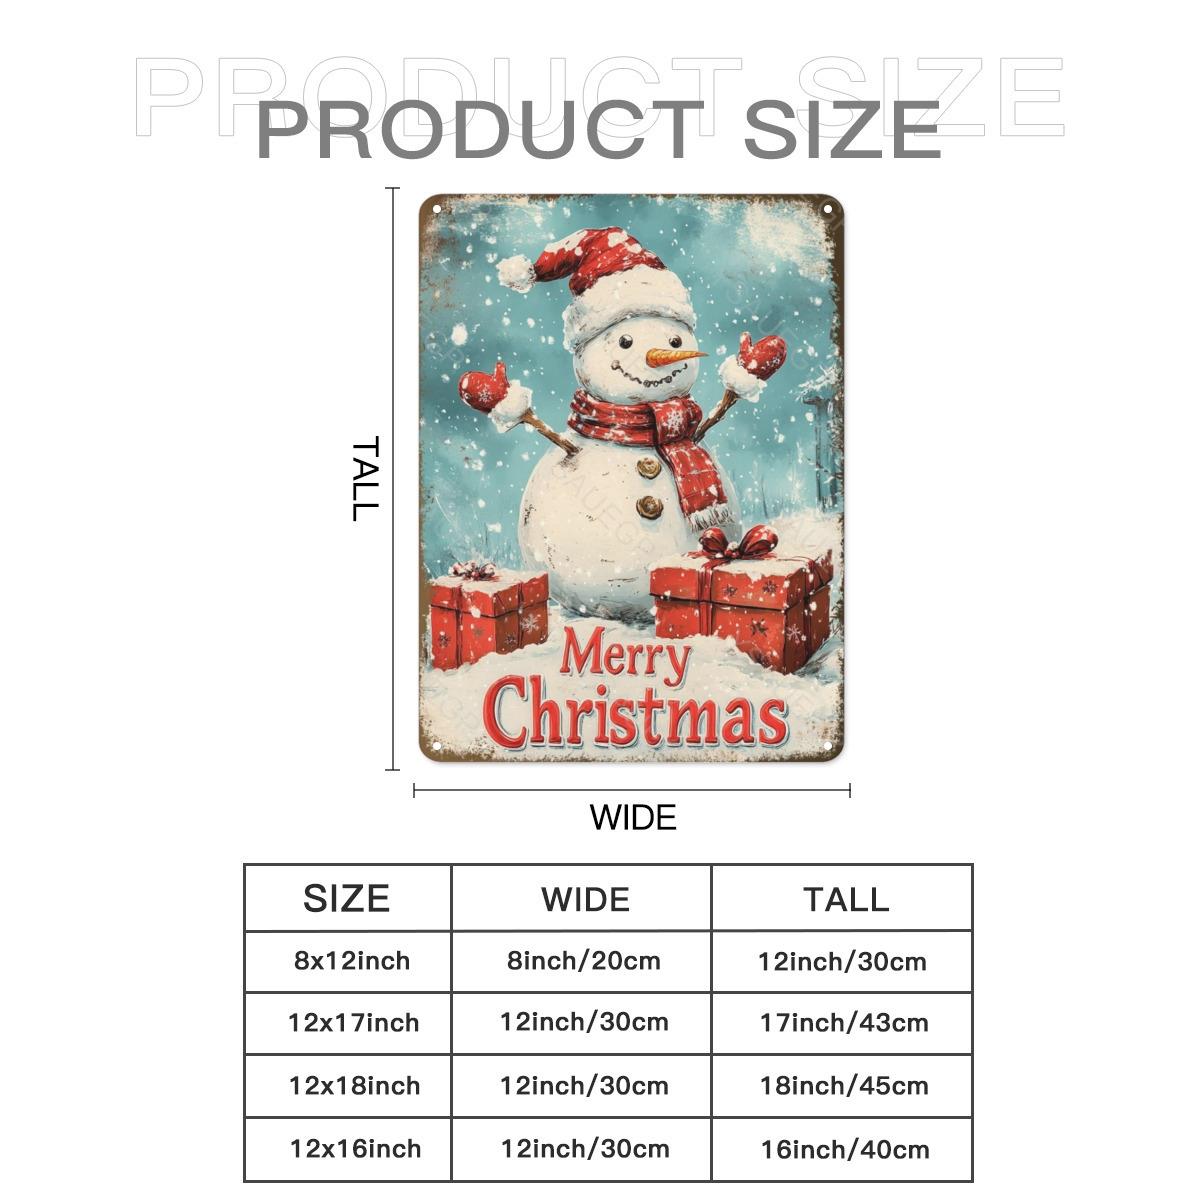 PRODUCT SIZE
PRODUCT SIZE
TALL
Merry
Christmas
WIDE
SIZE WIDE TALL
8x12inch 8inch/20cm 12inch/30cm
12x17inch 12inch/30cm 17inch/43cm
12x18inch 12inch/30cm 18inch/45cm
12x16inch 12inch/30cm 16inch/40cm